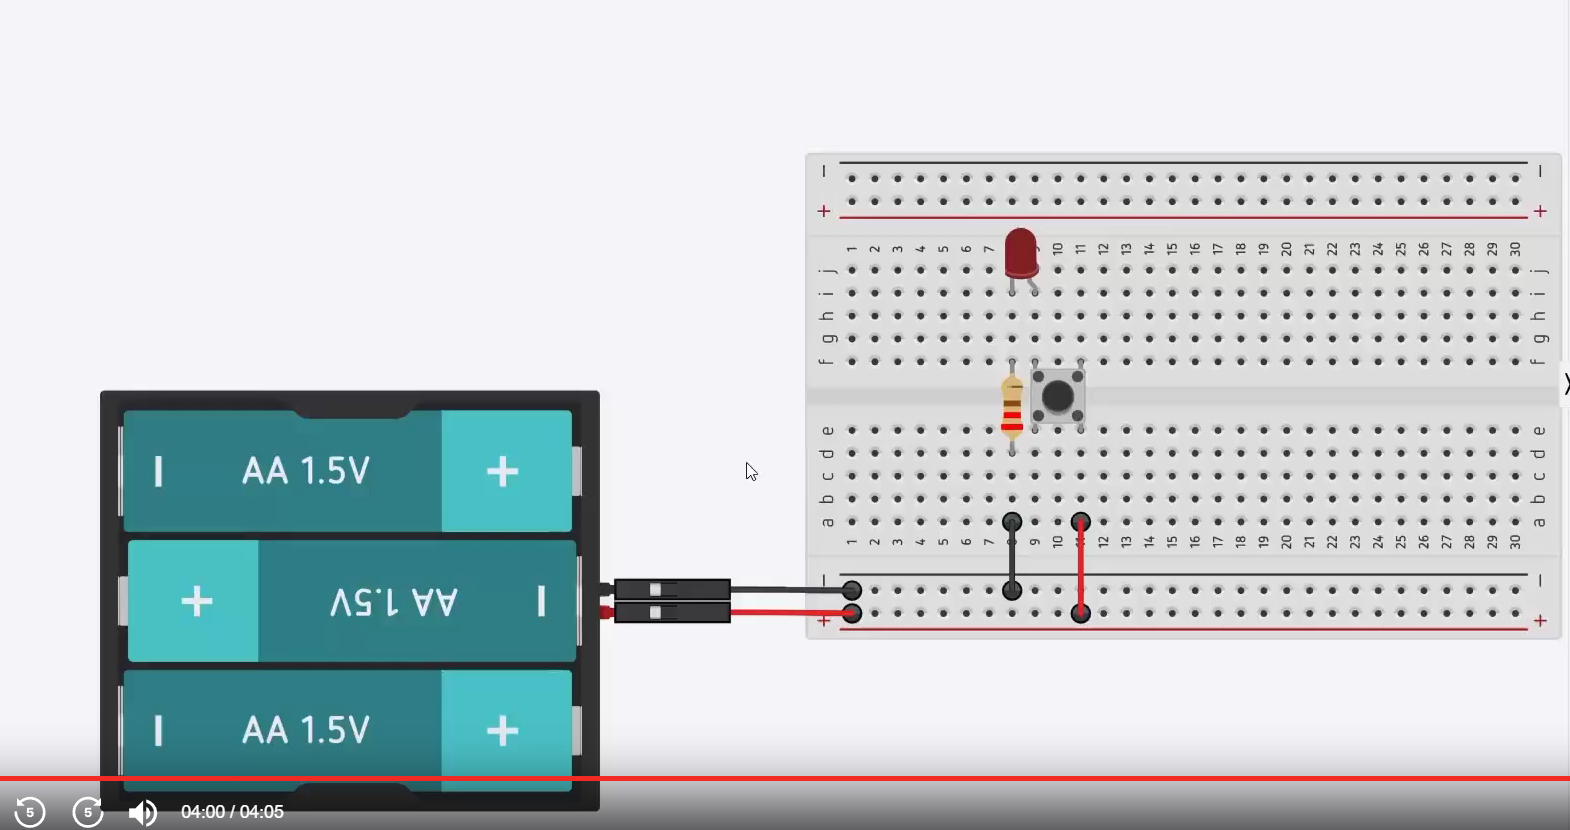 − −
+ +
1 2 3 4 5 6 7 9 10 11 12 13 14 15 16 17 18 19 20 21 22 23 24 25 26 27 28 29 30
j j
i i
h h
g g
f f
e e
d d
c c
b b
a a
1 2 3 4 5 6 7 8 9 10 11 12 13 14 15 16 17 18 19 20 21 22 23 24 25 26 27 28 29 30
− −
+ +
− AA 1.5V +
+ AA 1.5V −
− AA 1.5V +
5 5 04:00 / 04:05